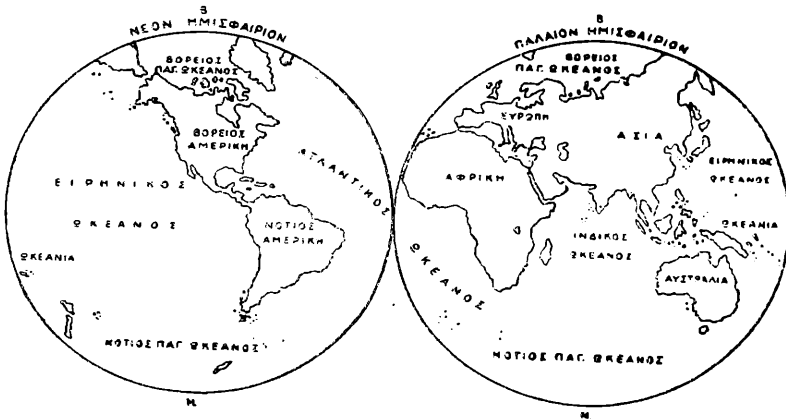 Β
ΝΕΟΝ ΗΜΙΣΦΑΙΡΙΟΝ
ΒΟΡΕΙΟΣ
ΠΑΓ. ΩΚΕΑΝΟΣ
ΒΟΡΕΙΟΣ
ΑΜΕΡΙΚΗ
ΑΤΛΑΝΤΙΚΟΣ
ΕΙΡΗΝΙΚΟΣ
ΩΚΕΑΝΟΣ
ΝΟΤΙΟΣ
ΑΜΕΡΙΚΗ
ΩΚΕΑΝΙΑ
ΝΟΤΙΟΣ ΠΑΓ. ΩΚΕΑΝΟΣ
Ν.
Β
ΠΑΛΑΙΟΝ ΗΜΙΣΦΑΙΡΙΟΝ
ΒΟΡΕΙΟΣ
ΠΑΓ. ΩΚΕΑΝΟΣ
ΕΥΡΩΠΗ
ΑΣΙΑ
ΑΦΡΙΚΗ
ΕΙΡΗΝΙΚΟΣ
ΩΚΕΑΝΟΣ
ΩΚΕΑΝΙΑ
ΙΝΔΙΚΟΣ
ΩΚΕΑΝΟΣ
ΩΚΕΑΝΟΣ
ΑΥΣΤΡΑΛΙΑ
ΝΟΤΙΟΣ ΠΑΓ. ΩΚΕΑΝΟΣ
Ν.